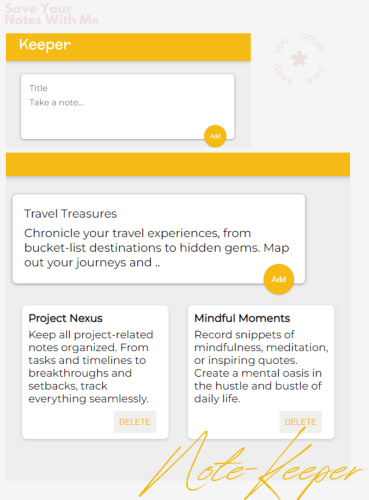 Save Your
Notes With Me
Keeper
keep you notes here
Title
Take a note...
Add
Travel Treasures
Chronicle your travel experiences, from
bucket-list destinations to hidden gems. Map
out your journeys and ..
Add
Project Nexus
Keep all project-related
notes organized. From
tasks and timelines to
breakthroughs and
setbacks, track
everything seamlessly.
DELETE
Mindful Moments
Record snippets of
mindfulness, meditation,
or inspiring quotes.
Create a mental oasis in
the hustle and bustle of
daily life.
DELETE
Note-Keeper